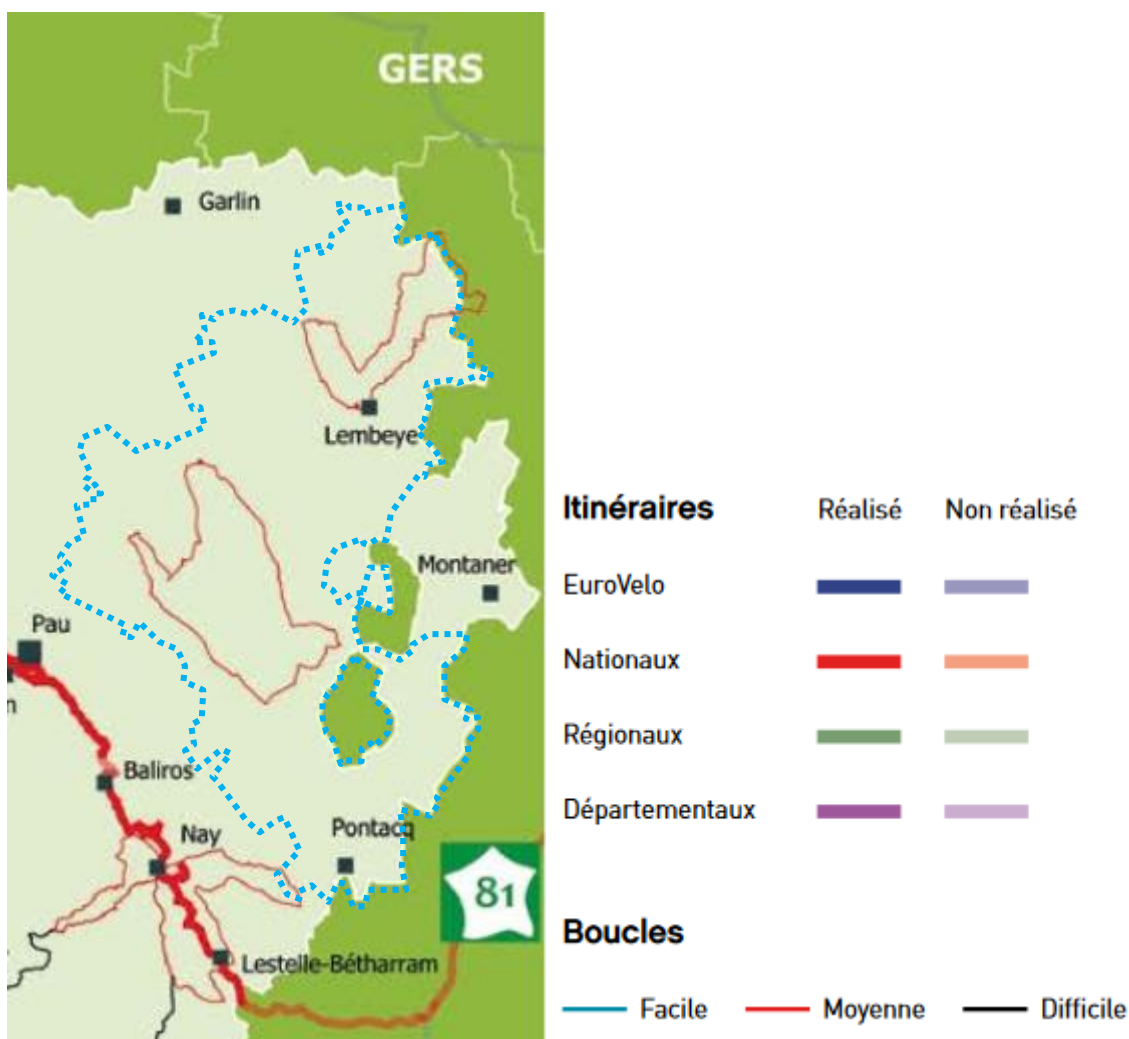 GERS
Garlin
Lembeye
Montaner
Pau
n
Baliros
Nay
Pontacq
81
Lestelle-Bétharram
Itinéraires Réalisé Non réalisé
EuroVelo
Nationaux
Régionaux
Départementaux
Boucles
Facile Moyenne Difficile